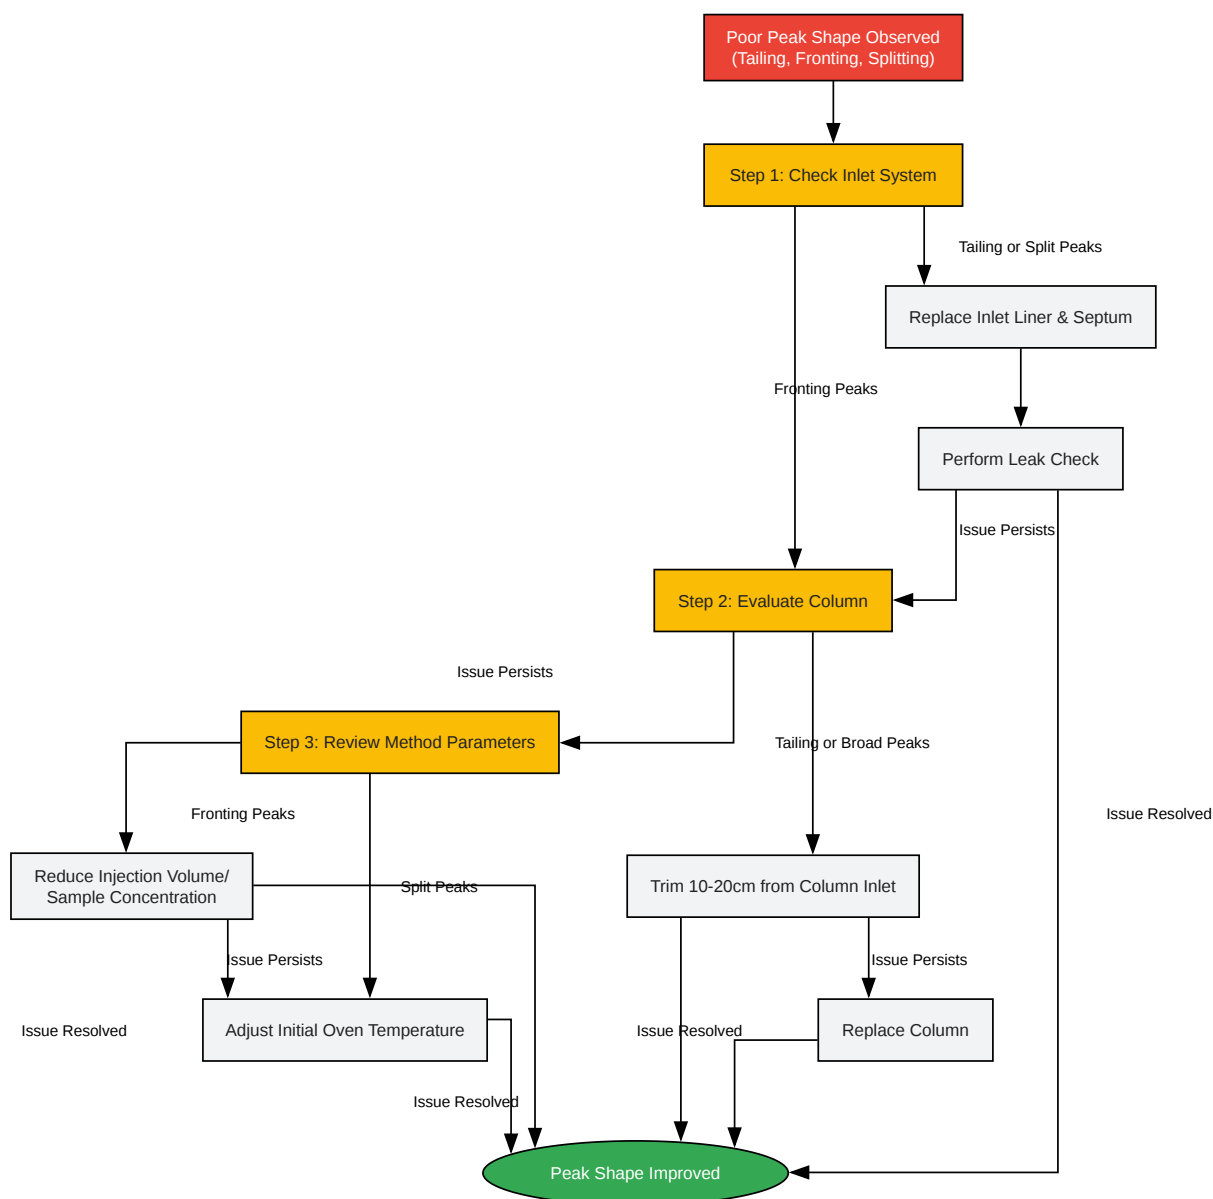 Poor Peak Shape Observed
(Tailing, Fronting, Splitting)
Step 1: Check Inlet System
Tailing or Split Peaks
Replace Inlet Liner & Septum
Fronting Peaks
Perform Leak Check
Issue Persists
Step 2: Evaluate Column
Issue Persists
Step 3: Review Method Parameters
Tailing or Broad Peaks
Fronting Peaks
Issue Resolved
Reduce Injection Volume/
Sample Concentration
Split Peaks
Trim 10-20cm from Column Inlet
Issue Persists
Issue Persists
Issue Resolved
Adjust Initial Oven Temperature
Issue Resolved
Replace Column
Issue Resolved
Peak Shape Improved